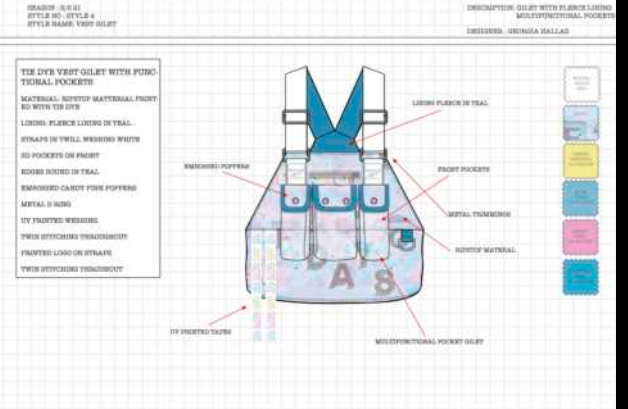 SEASON : S/S 21
STYLE NO : STYLE 4
STYLE NAME: VEST GILET
DESCRIPTION: GILET WITH FLEECE LINING
MULTIFUNCTIONAL POCKETS
DESIGNER : GEORGIA HALLAS
TIE DYE VEST GILET WITH FUNC-
TIONAL POCKETS
MATERIAL: RIPSTOP MATTERIAL PRINT-
ED WITH TIE DYE
LINING: FLEECE LINING IN TEAL
STRAPS IN TWILL WEBBING WHITE
3D POCKETS ON FRONT
EDGES BOUND IN TEAL
EMBOSSED CANDY PINK POPPERS
METAL D RING
UV PRINTED WEBBING
TWIN STITCHING THROUGHOUT
PRINTED LOGO ON STRAPS
TWIN STITCHING THROUGHOUT
LINING FLEECE IN TEAL
EMBOSSED POPPERS
FRONT POCKETS
METAL TRIMMINGS
RIPSTOP MATERIAL
UV PRINTED TAPES
MULTIFUNCTIONAL POCKET GILET